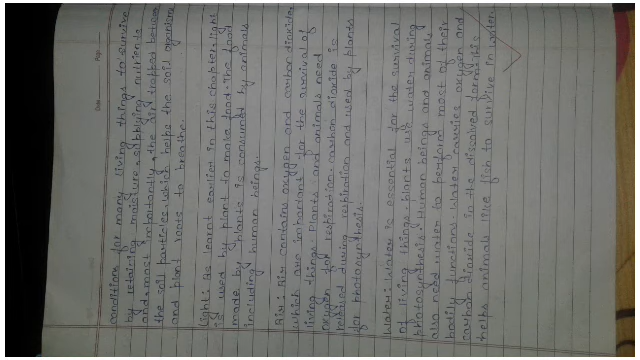 Date
Page
conditions for many living things to survive
by retaining moisture, supplying nutrients
and, most importantly, the air trapped between
the soil particles which helps the soil organism
and plant roots to breathe.
Light: As learnt earlier in this chapter, light
is used by plant to make food. The food
made by plants is consumed by animals
including human beings.
Air: Air contains oxygen and carbon dioxide.
which are important for the survival of
living things. Plants and animals need
oxygen for respiration. carbon dioxide is
released during respiration and used by plants
for photosynthesis.
Water: Water is essential for the survival
of living things. plants use water during
photosynthesis. Human beings and animals
also need water to perform most of their
bodily functions. Water carries oxygen and
carbon dioxide in the dissolved form. this
helps animals like fish to survive in water.